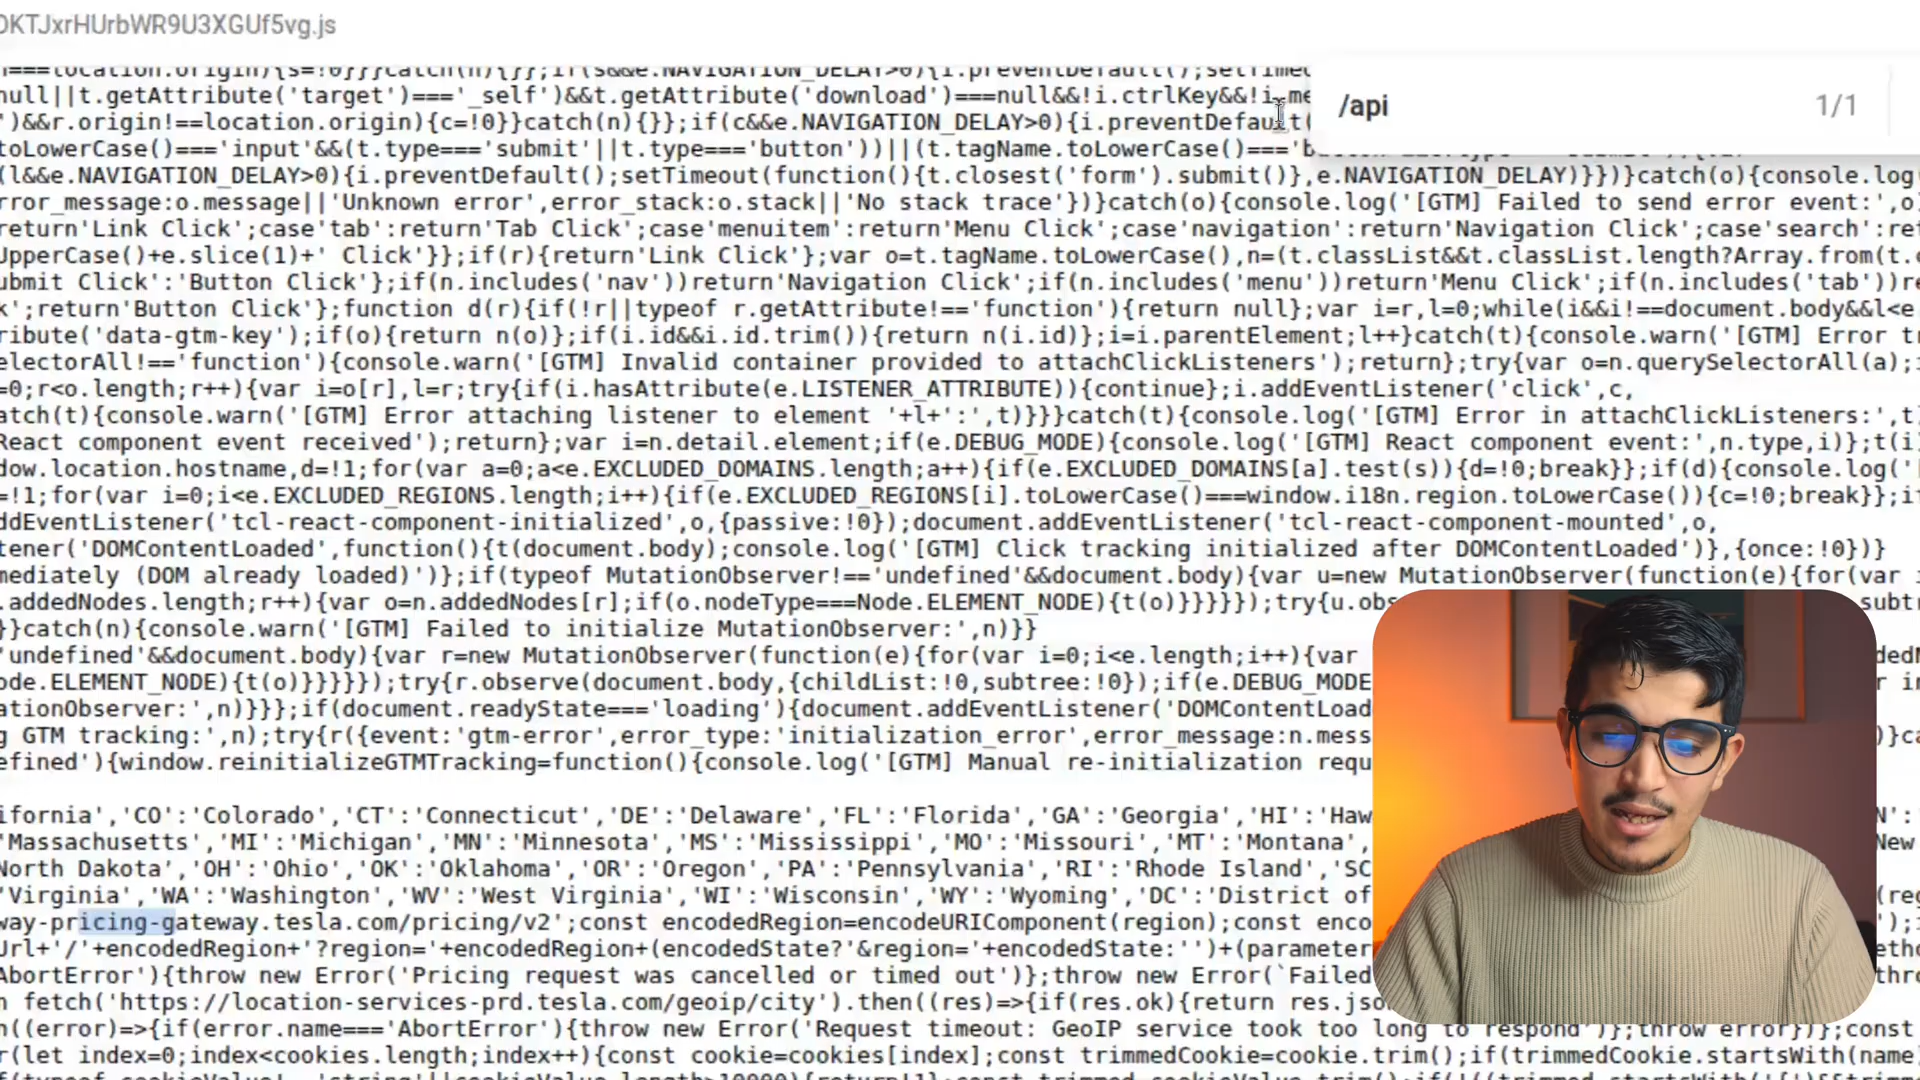 OKTJxrHUrbWR9U3XGUf5vg.js
/api
1/1
n===location.origin){s=!0}}}catch(n){}};if(s&&e.NAVIGATION_DELAY>0){i.preventDefault();
null||t.getAttribute('target')==='_self')&&t.getAttribute('download')===null&&!i.ctrlKey&&!i.me
')&&r.origin!==location.origin){c=!0}}catch(n){}};if(c&&e.NAVIGATION_DELAY>0){i.preventDefault(
toLowerCase()==='input'&&(t.type==='submit'||t.type==='button'))||(t.tagName.toLowerCase()===
(l&&e.NAVIGATION_DELAY>0){i.preventDefault();setTimeout(function(){t.closest('form').submit()},e.NAVIGATION_DELAY)}})}catch(o){console.log(
rror_message:o.message||'Unknown error',error_stack:o.stack||'No stack trace'})}catch(o){console.log('[GTM] Failed to send error event:',o
return'Link Click';case'tab':return'Tab Click';case'menuitem':return'Menu Click';case'navigation':return'Navigation Click';case'search':ret
UpperCase()+e.slice(1)+' Click'}};if(r){return'Link Click'};var o=t.tagName.toLowerCase(),n=(t.classList&&t.classList.length?Array.from(t.c
ubmit Click':'Button Click'};if(n.includes('nav'))return'Navigation Click';if(n.includes('menu'))return'Menu Click';if(n.includes('tab'))re
k';return'Button Click'};function d(r){if(!r||typeof r.getAttribute!=='function'){return null};var i=r,l=0;while(i&&i!==document.body&&l<e
ribute('data-gtm-key');if(o){return n(o)};if(i.id&&i.id.trim()){return n(i.id)};i=i.parentElement;l++}catch(t){console.warn('[GTM] Error tr
electorAll!=='function'){console.warn('[GTM] Invalid container provided to attachClickListeners');return};try{var o=n.querySelectorAll(a);i
=0;r<o.length;r++){var i=o[r],l=r;try{if(i.hasAttribute(e.LISTENER_ATTRIBUTE)){continue};i.addEventListener('click',c,
atch(t){console.warn('[GTM] Error attaching listener to element '+l+':',t)}}}catch(t){console.log('[GTM] Error in attachClickListeners:',t
React component event received');return};var i=n.detail.element;if(e.DEBUG_MODE){console.log('[GTM] React component event:',n.type,i)};t(i
dow.location.hostname,d=!1;for(var a=0;a<e.EXCLUDED_DOMAINS.length;a++){if(e.EXCLUDED_DOMAINS[a].test(s)){d=!0;break}};if(d){console.log('
=!1;for(var i=0;i<e.EXCLUDED_REGIONS.length;i++){if(e.EXCLUDED_REGIONS[i].toLowerCase()===window.i18n.region.toLowerCase()){c=!0;break}};i
ddEventListener('tcl-react-component-initialized',o,{passive:!0});document.addEventListener('tcl-react-component-mounted',o,
tener('DOMContentLoaded',function(){t(document.body);console.log('[GTM] Click tracking initialized after DOMContentLoaded')},{once:!0})}
mediately (DOM already loaded)')};if(typeof MutationObserver!=='undefined'&&document.body){var u=new MutationObserver(function(e){for(var i
.addedNodes.length;r++){var o=n.addedNodes[r];if(o.nodeType===Node.ELEMENT_NODE){t(o)}}}}});try{u.obs subtr
}}catch(n){console.warn('[GTM] Failed to initialize MutationObserver:',n)}}
'undefined'&&document.body){var r=new MutationObserver(function(e){for(var i=0;i<e.length;i++){var dedN
ode.ELEMENT_NODE){t(o)}}}}});try{r.observe(document.body,{childList:!0,subtree:!0});if(e.DEBUG_MODE r in
ationObserver:',n)}}};if(document.readyState==='loading'){document.addEventListener('DOMContentLoad
g GTM tracking:',n);try{r({event:'gtm-error',error_type:'initialization_error',error_message:n.mess )}ca
efined'){window.reinitializeGTMTracking=function(){console.log('[GTM] Manual re-initialization requ
ifornia','CO':'Colorado','CT':'Connecticut','DE':'Delaware','FL':'Florida','GA':'Georgia','HI':'Haw N':
'Massachusetts','MI':'Michigan','MN':'Minnesota','MS':'Mississippi','MO':'Missouri','MT':'Montana', New
North Dakota','OH':'Ohio','OK':'Oklahoma','OR':'Oregon','PA':'Pennsylvania','RI':'Rhode Island','SC
'Virginia','WA':'Washington','WV':'West Virginia','WI':'Wisconsin','WY':'Wyoming','DC':'District of (reg
way-pricing-gateway.tesla.com/pricing/v2';const encodedRegion=encodeURIComponent(region);const enco
Url+'/'+encodedRegion+'?region='+encodedRegion+(encodedState?'&region='+encodedState:'')+(parameter etho
AbortError'){throw new Error('Pricing request was cancelled or timed out')};throw new Error(`Failed thro
n fetch('https://location-services-prd.tesla.com/geoip/city').then((res)=>{if(res.ok){return res.jso
n((error)=>{if(error.name==='AbortError'){throw new Error('Request timeout: GeoIP service took too long to respond')};throw error})};const
r(let index=0;index<cookies.length;index++){const cookie=cookies[index];const trimmedCookie=cookie.trim();if(trimmedCookie.startsWith(name)